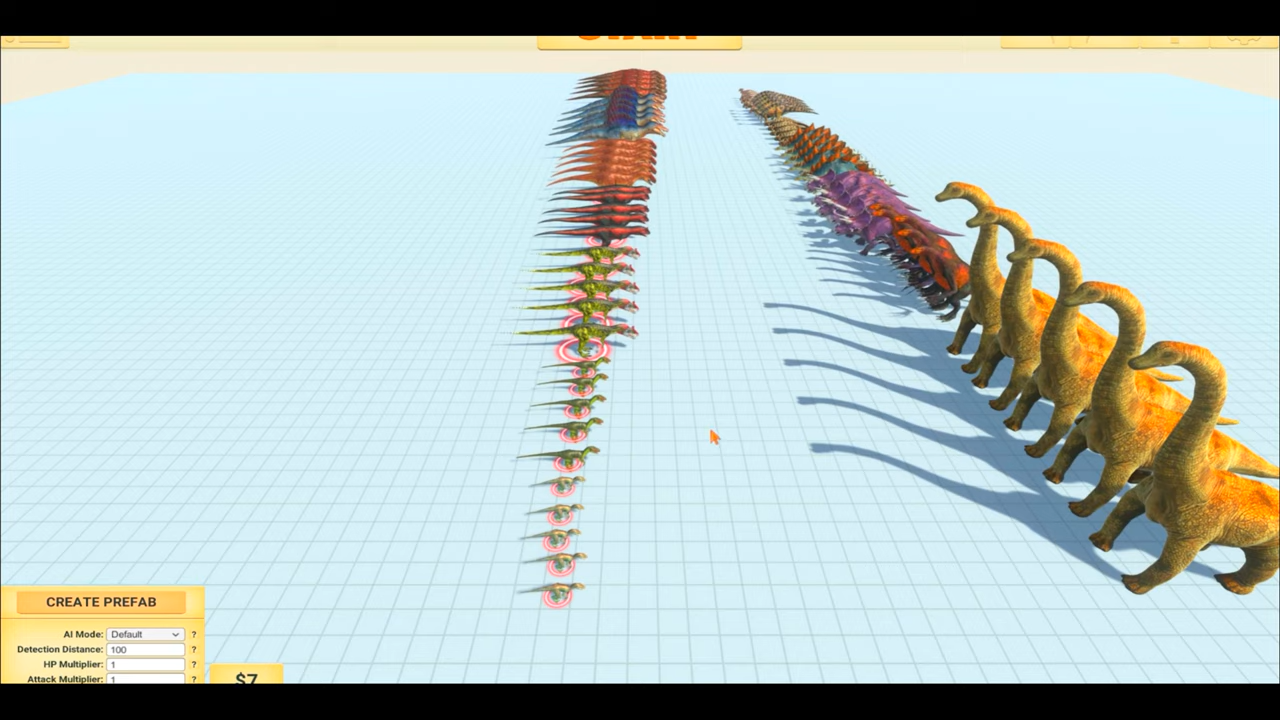 CREATE PREFAB
AI Mode: Default ?
Detection Distance: 100 ?
HP Multiplier: 1 ?
Attack Multiplier: 1 ?
$7